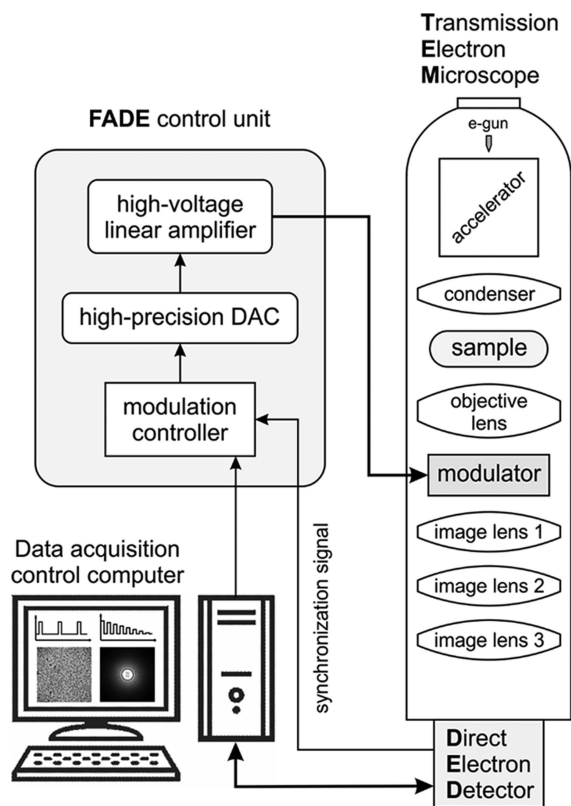 Transmission
Electron
Microscope
FADE control unit
e-gun
accelerator
high-voltage
linear amplifier
condenser
high-precision DAC
sample
modulation
controller
objective
lens
modulator
Data acquisition
control computer
synchronization signal
image lens 1
image lens 2
image lens 3
Direct
Electron
Detector